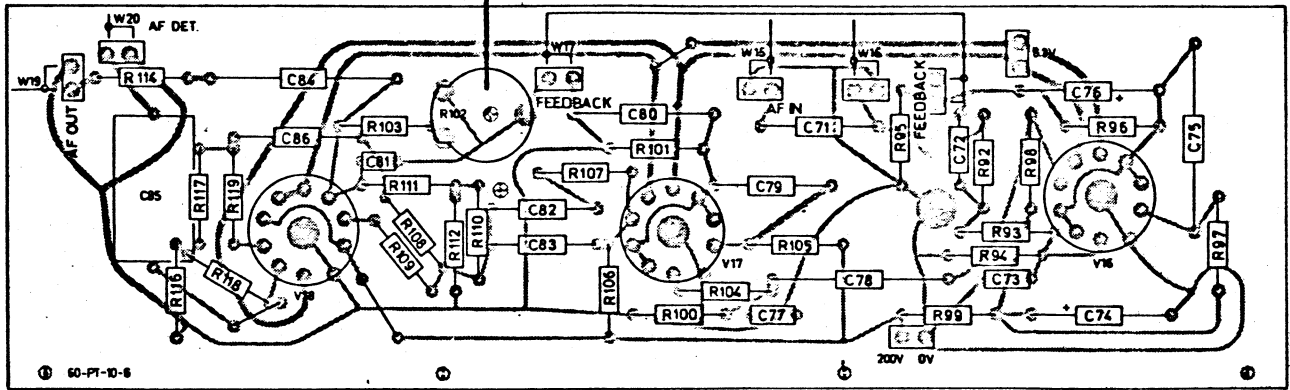 W20
AF DET.
W19
R114
AF OUT
C84
R102
W17
FEEDBACK
W15
W16
AF IN
FEEDBACK
6.3V
C76
+
C86
R103
C80
C71
R95
C72
R92
R98
R96
C75
C81
R101
C85
R117
R119
R111
R107
C79
R108
R109
R112
R110
C82
C83
R105
R93
R94
V17
V16
R97
R116
R118
V18
R106
R104
C78
C73
R100
C77
R99
+
C74
200V
0V
60-PT-10-6